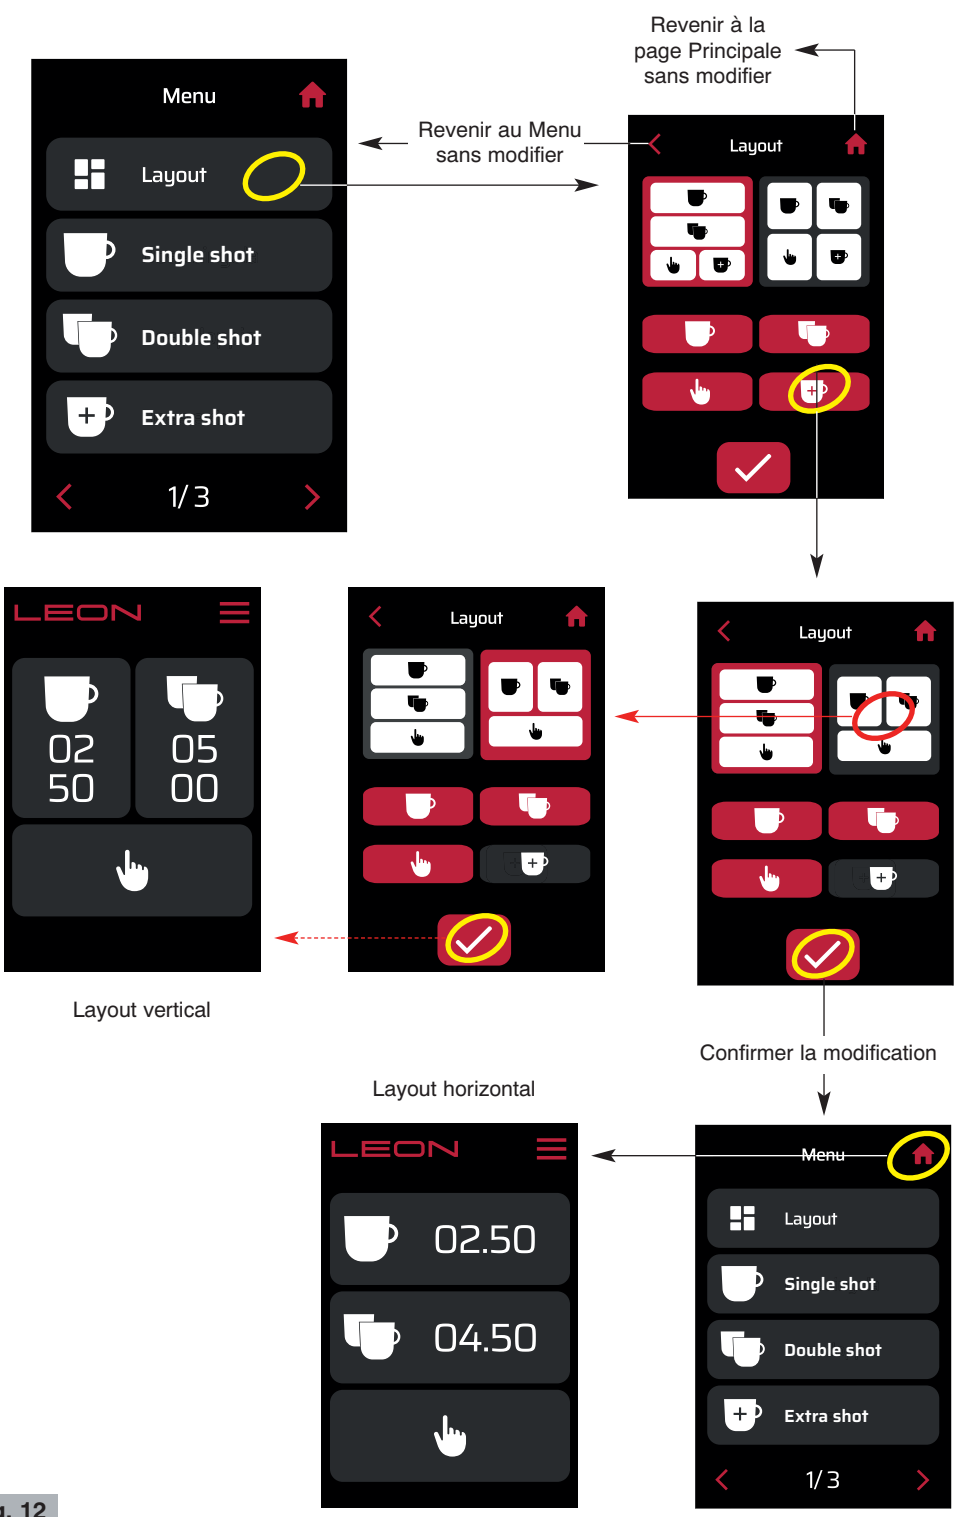 Revenir à la
page Principale
sans modifier
Menu
Layout
Single shot
Double shot
Extra shot
1/3
Revenir au Menu
sans modifier
Layout
LEON
02
50
05
00
Layout vertical
Layout
Layout
Confirmer la modification
Layout horizontal
LEON
02.50
04.50
Menu
Layout
Single shot
Double shot
Extra shot
1/3
12